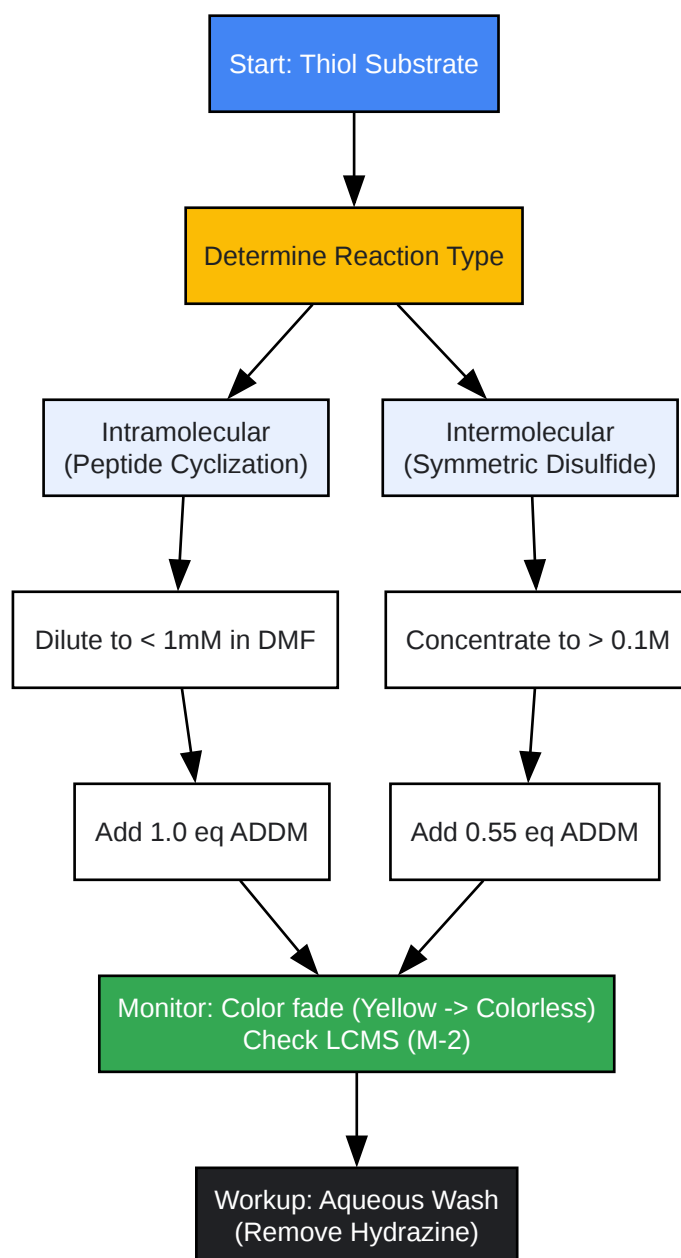 Start: Thiol Substrate
Determine Reaction Type
Intramolecular
(Peptide Cyclization)
Intermolecular
(Symmetric Disulfide)
Dilute to < 1mM in DMF
Concentrate to > 0.1M
Add 1.0 eq ADDM
Add 0.55 eq ADDM
Monitor: Color fade (Yellow -> Colorless)
Check LCMS (M-2)
Workup: Aqueous Wash
(Remove Hydrazine)